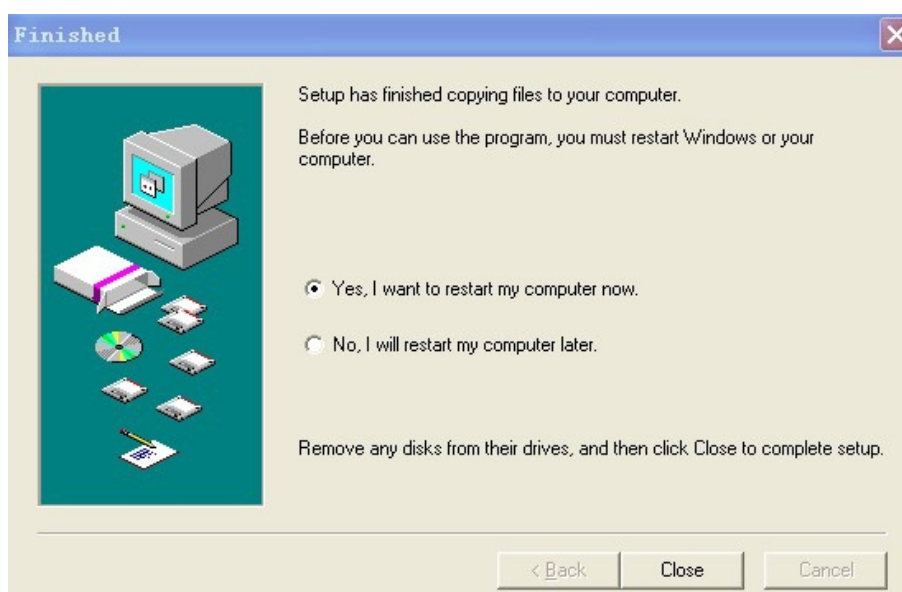 Finished
Setup has finished copying files to your computer.
Before you can use the program, you must restart Windows or your
computer.
Yes, I want to restart my computer now.
No, I will restart my computer later.
Remove any disks from their drives, and then click Close to complete setup.
< Back
Close
Cancel